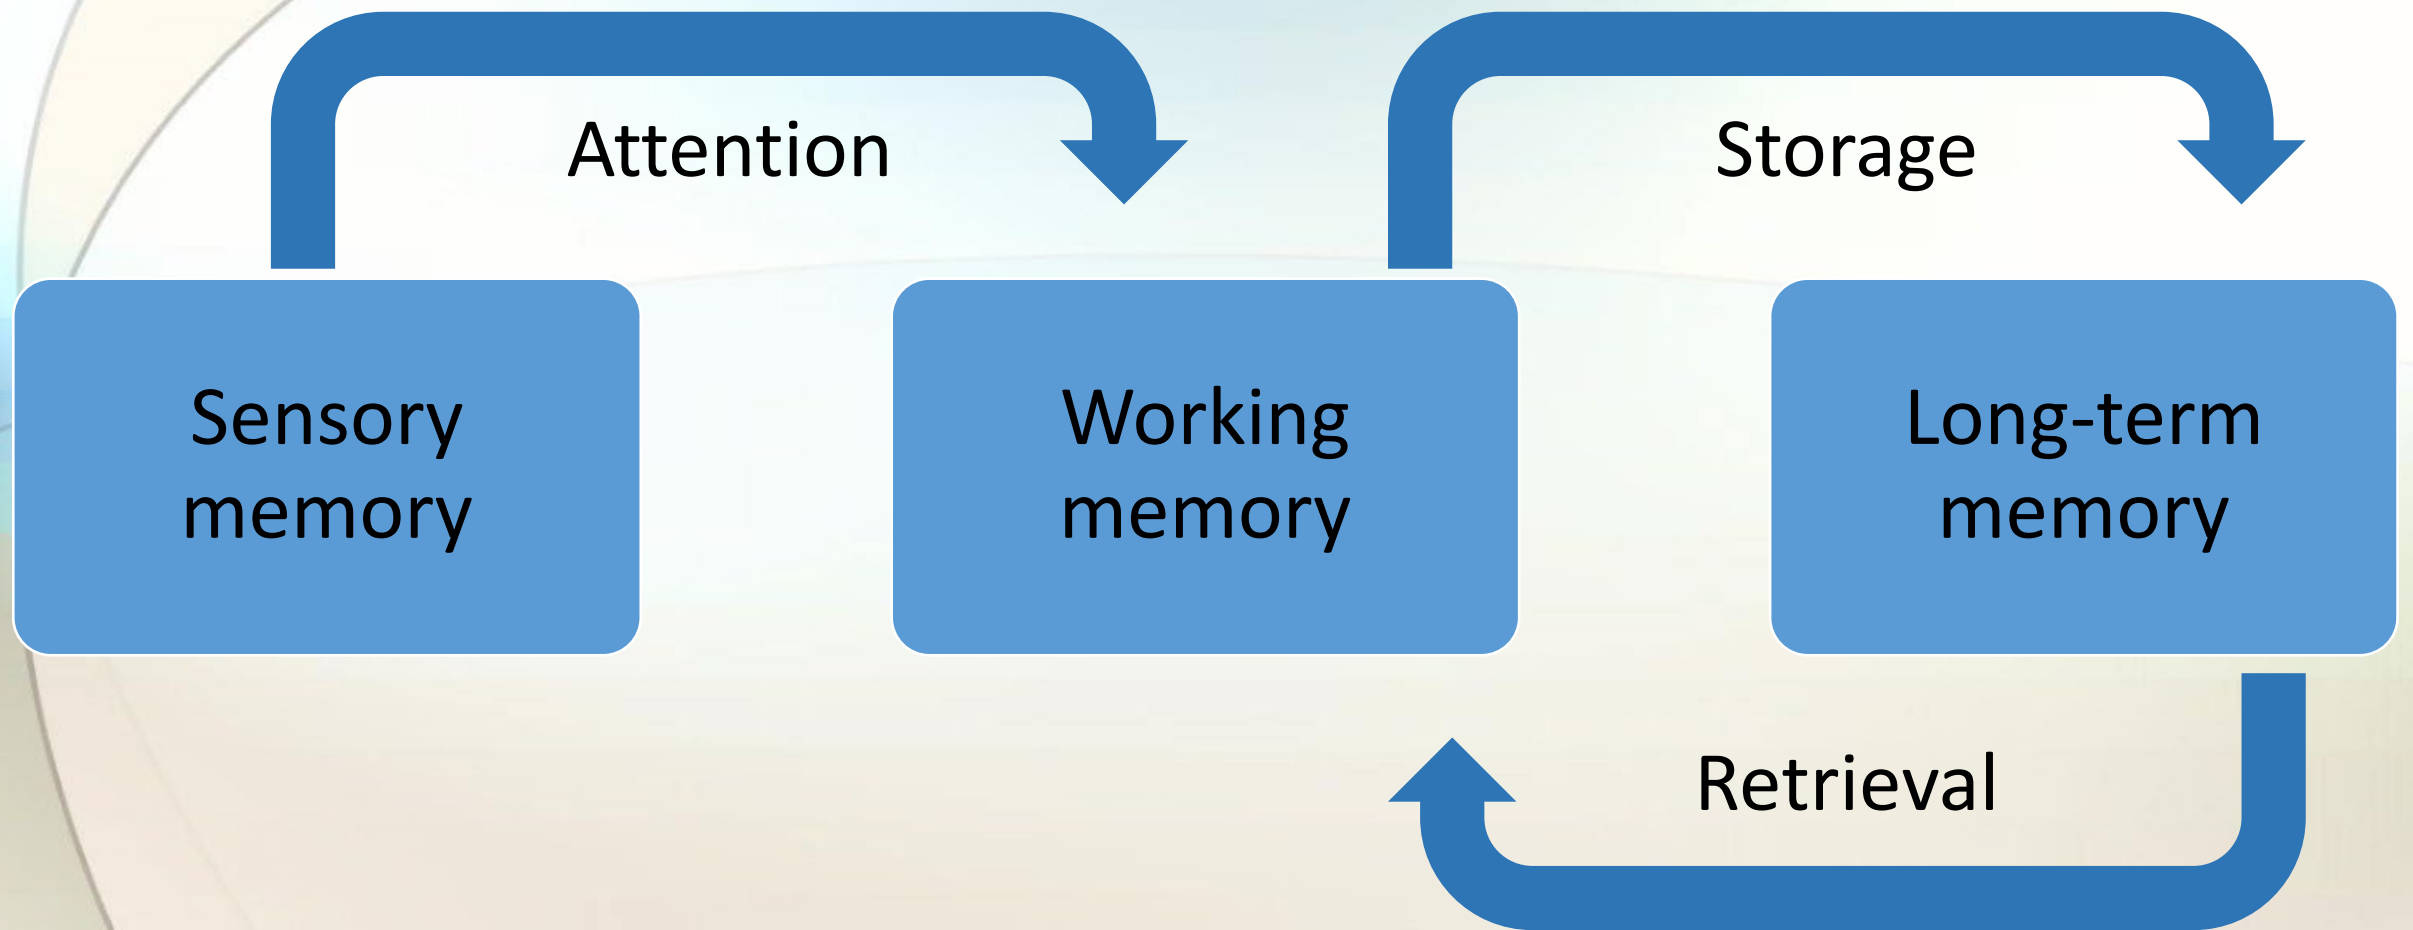 Attention
Storage
Sensory
memory
Working
memory
Long-term
memory
Retrieval